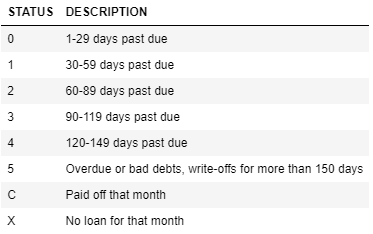 STATUS DESCRIPTION
0 1-29 days past due
1 30-59 days past due
2 60-89 days past due
3 90-119 days past due
4 120-149 days past due
5 Overdue or bad debts, write-offs for more than 150 days
C Paid off that month
X No loan for that month